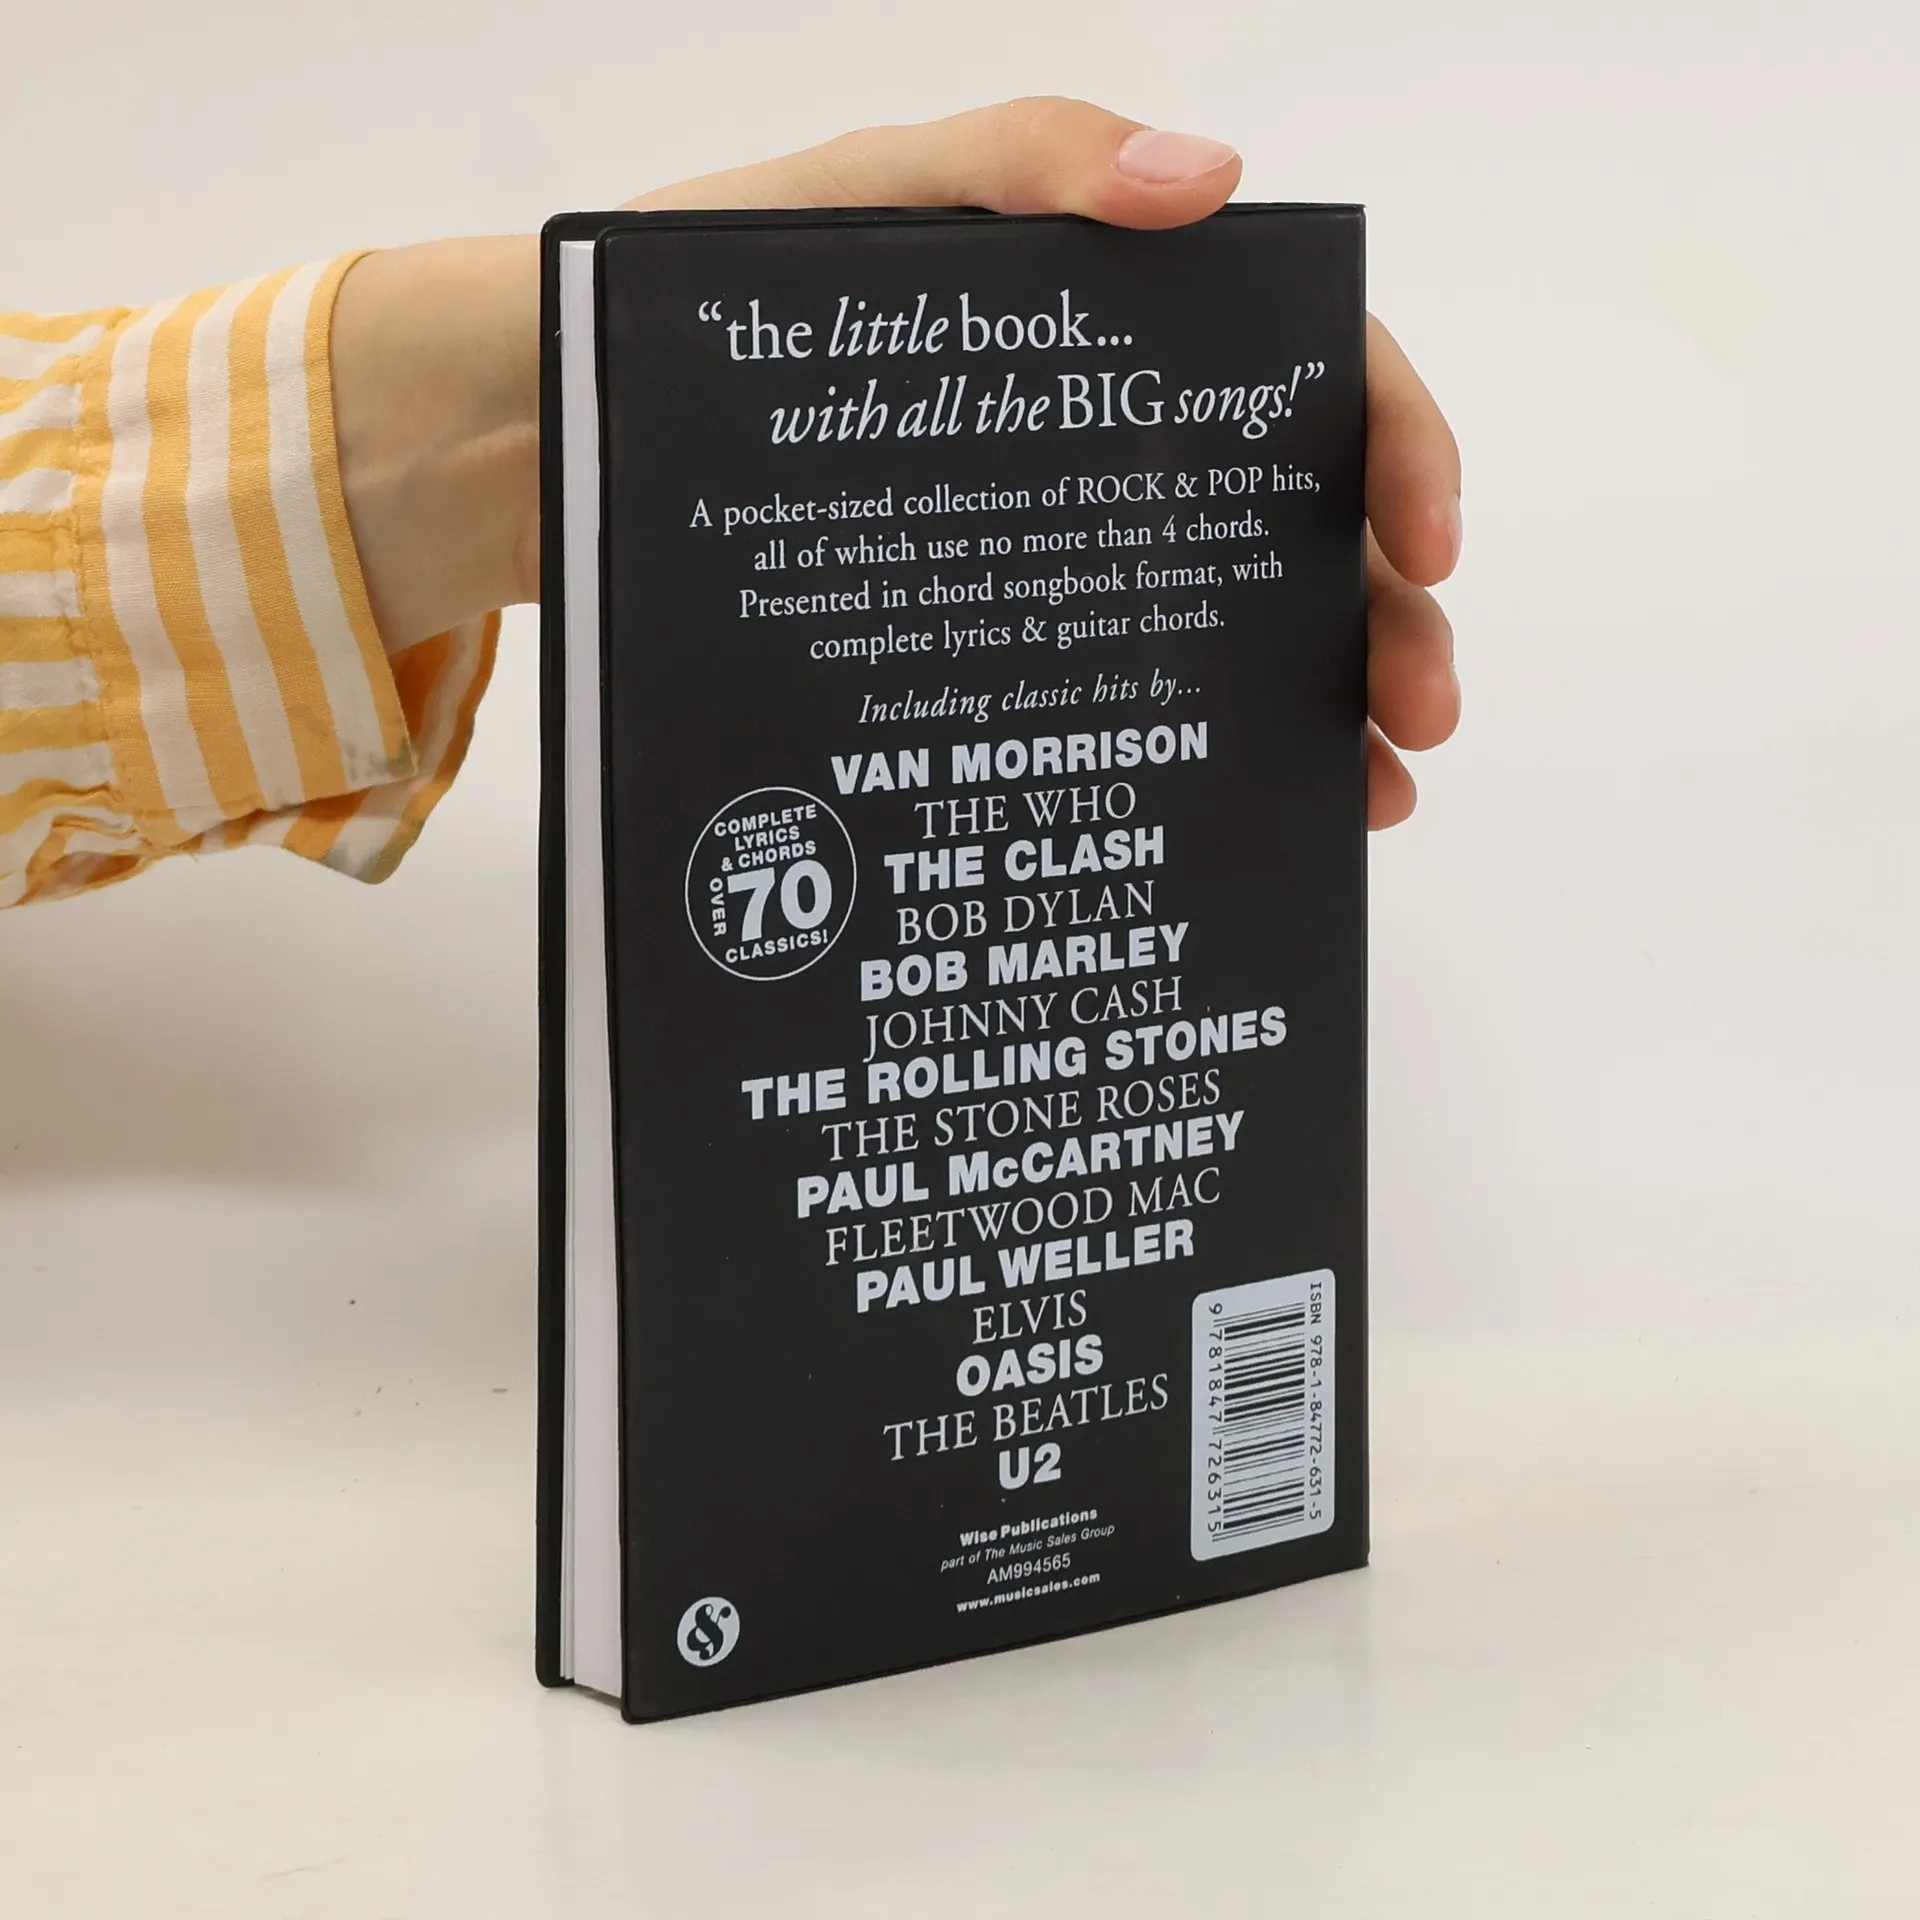 “the little book...
with all the BIG songs!”
A pocket-sized collection of ROCK & POP hits,
all of which use no more than 4 chords.
Presented in chord songbook format, with
complete lyrics & guitar chords.
Including classic hits by...
VAN MORRISON
THE WHO
THE CLASH
BOB DYLAN
BOB MARLEY
JOHNNY CASH
THE ROLLING STONES
THE STONE ROSES
PAUL McCARTNEY
FLEETWOOD MAC
PAUL WELLER
ELVIS
OASIS
THE BEATLES
U2
COMPLETE
LYRICS
& CHORDS
OVER
70
CLASSICS!
Wise Publications
part of The Music Sales Group
AM994565
www.musicsales.com
&
ISBN 978-1-84772-631-5
9 781847 726315